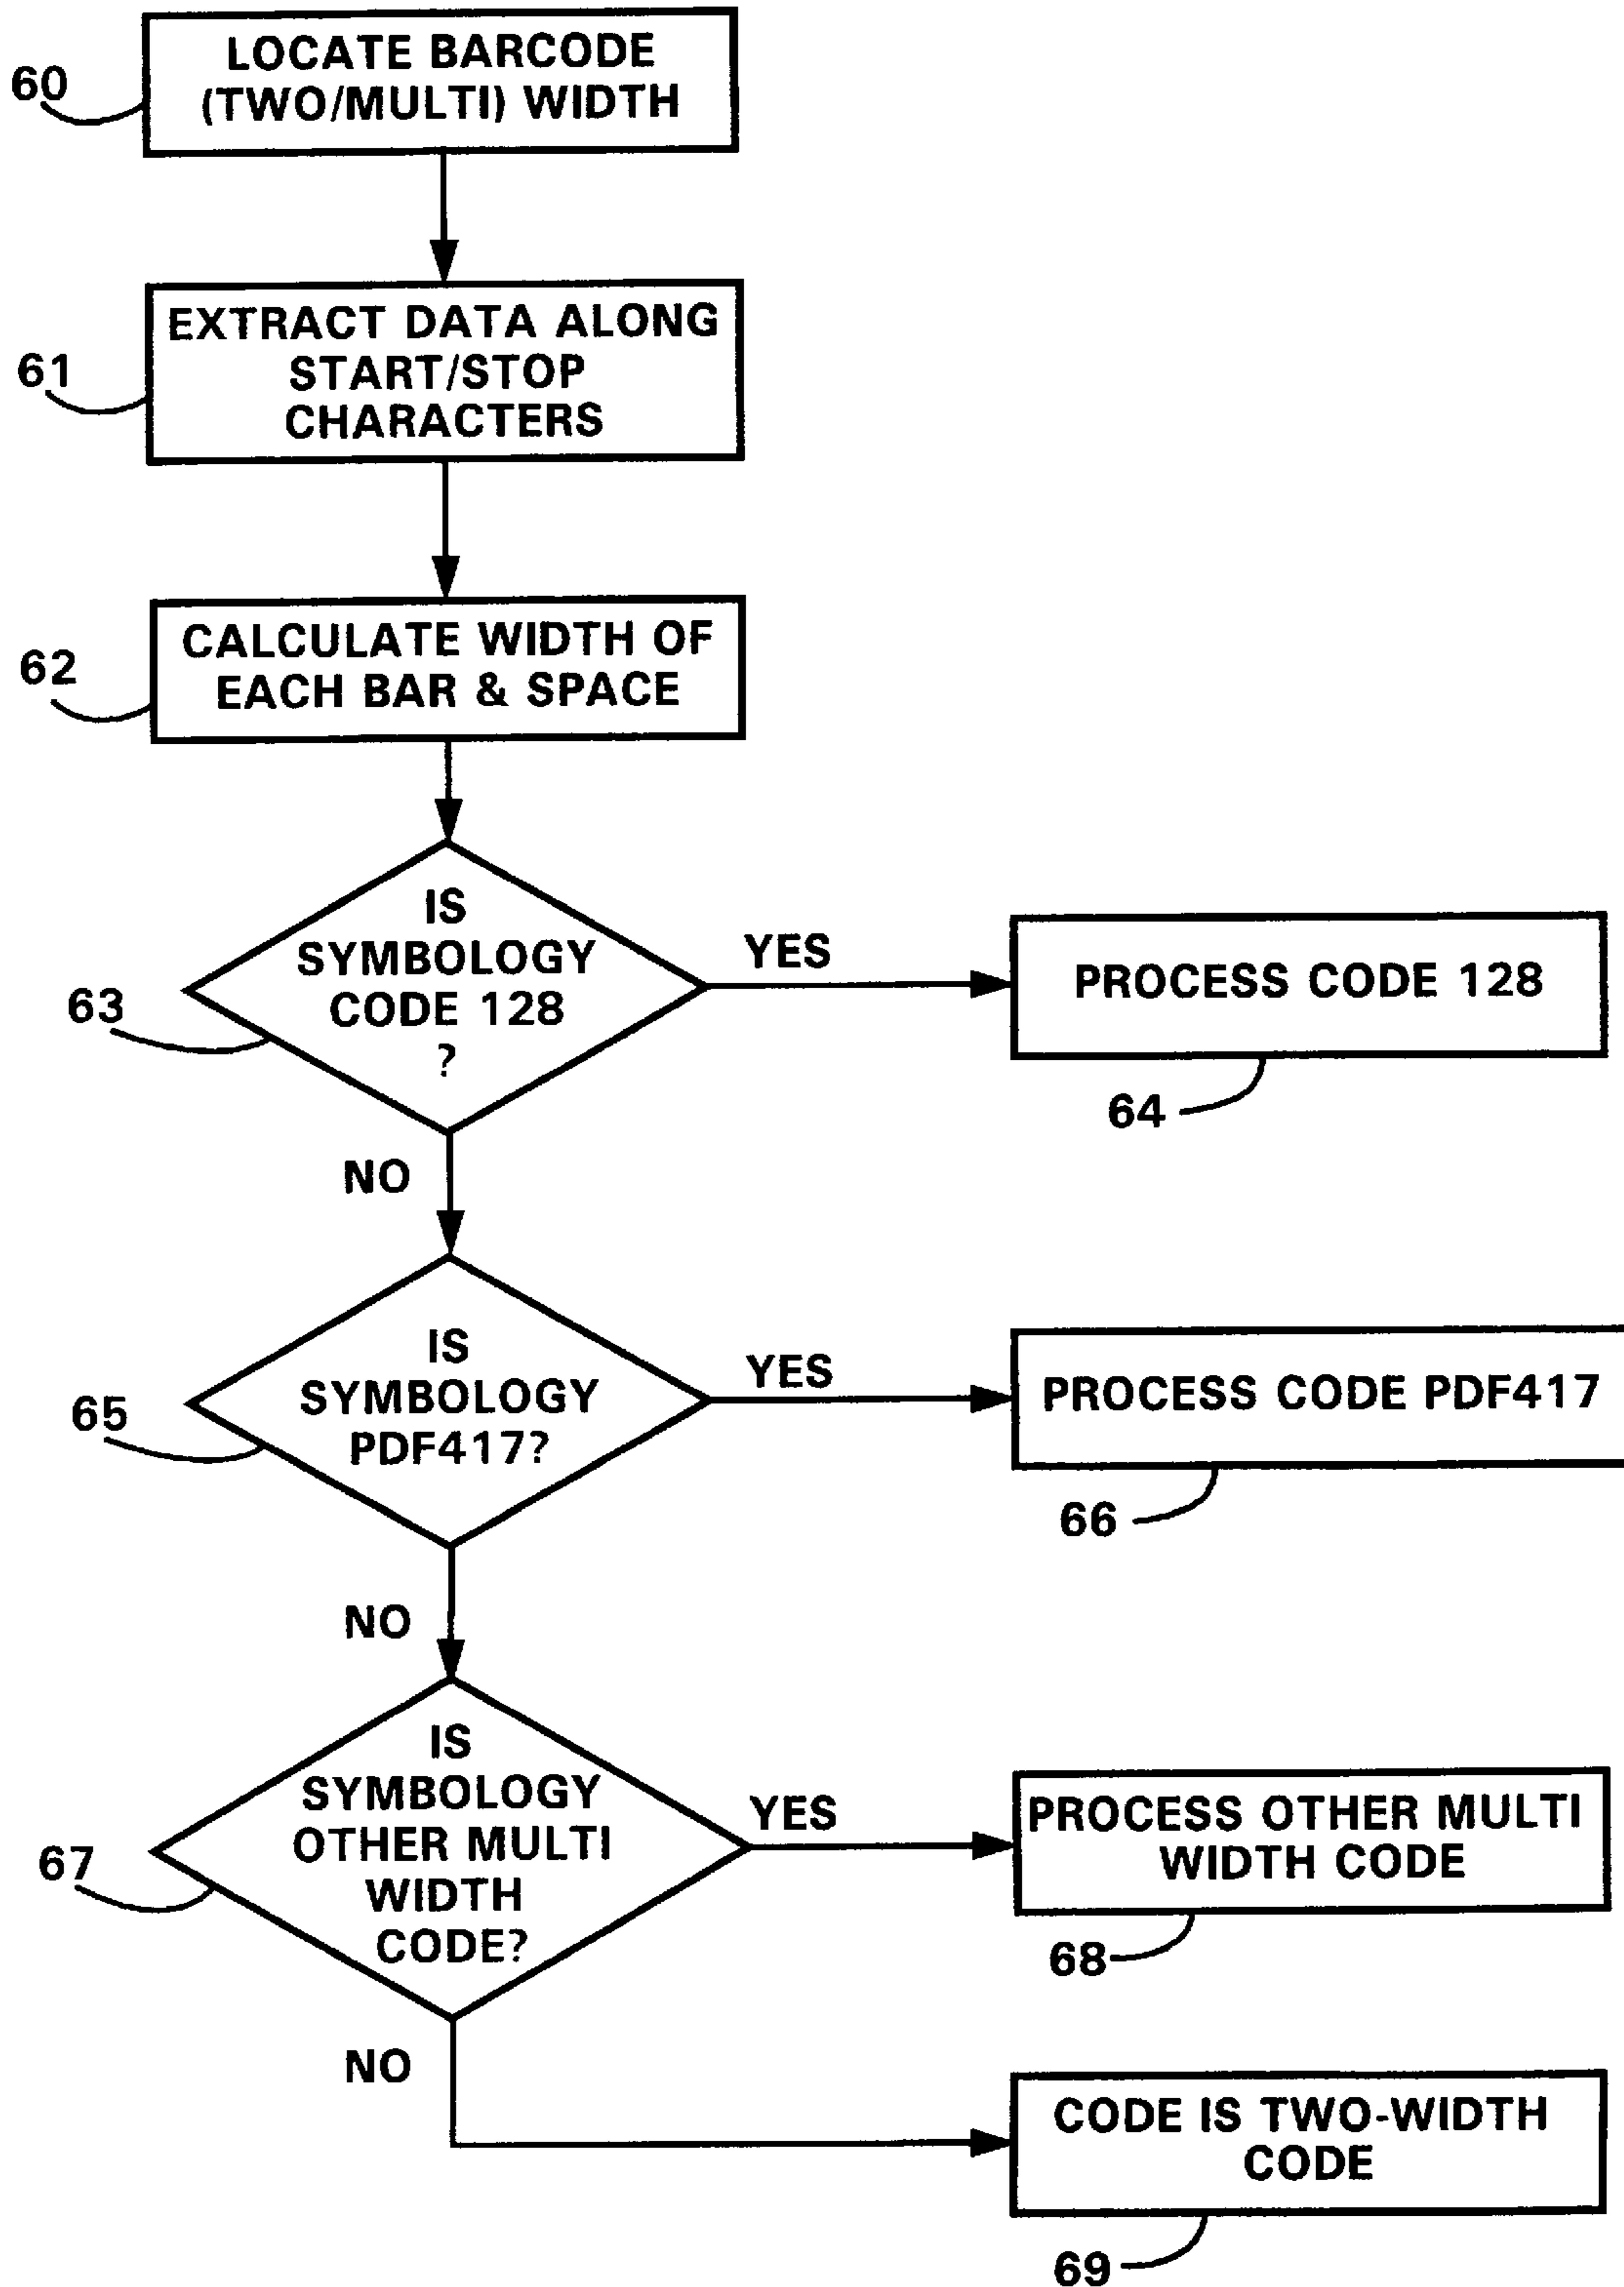 LOCATE BARCODE
(TWO/MULTI) WIDTH
60
EXTRACT DATA ALONG
START/STOP
CHARACTERS
61
CALCULATE WIDTH OF
EACH BAR & SPACE
62
IS
SYMBOLOGY
CODE 128
?
63
YES
PROCESS CODE 128
64
NO
IS
SYMBOLOGY
PDF417?
65
YES
PROCESS CODE PDF417
66
NO
IS
SYMBOLOGY
OTHER MULTI
WIDTH
CODE?
67
YES
PROCESS OTHER MULTI
WIDTH CODE
68
NO
CODE IS TWO-WIDTH
CODE
69